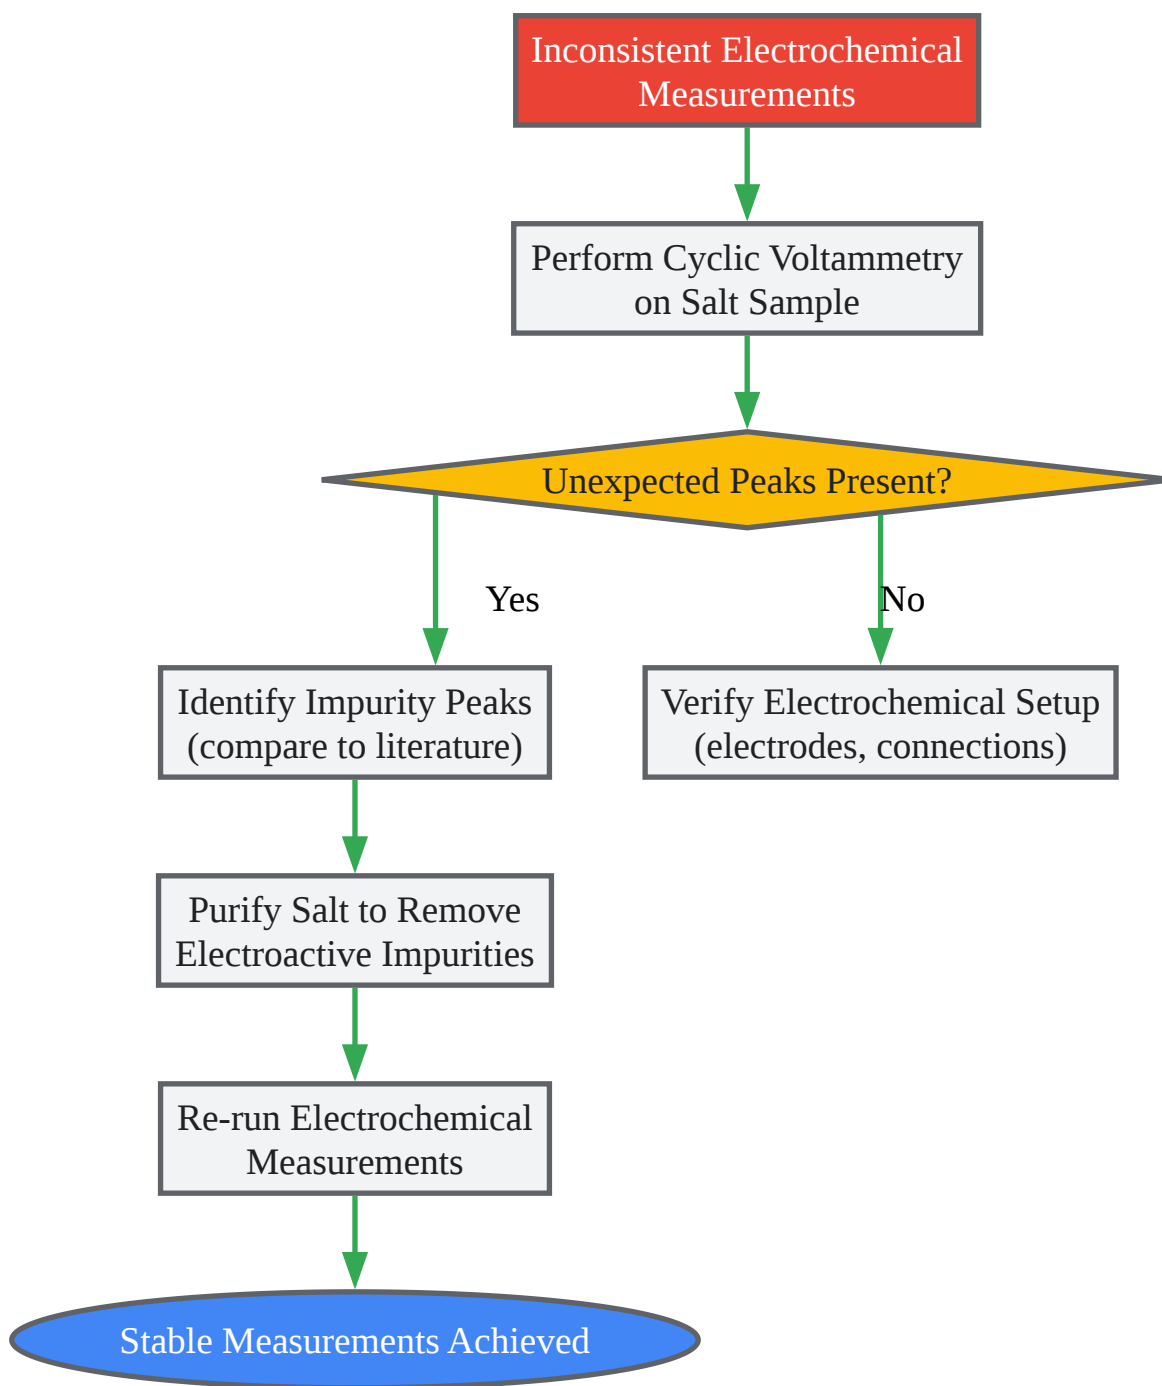 Inconsistent Electrochemical
Measurements
Perform Cyclic Voltammetry
on Salt Sample
Unexpected Peaks Present?
Yes
No
Identify Impurity Peaks
(compare to literature)
Verify Electrochemical Setup
(electrodes, connections)
Purify Salt to Remove
Electroactive Impurities
Re-run Electrochemical
Measurements
Stable Measurements Achieved